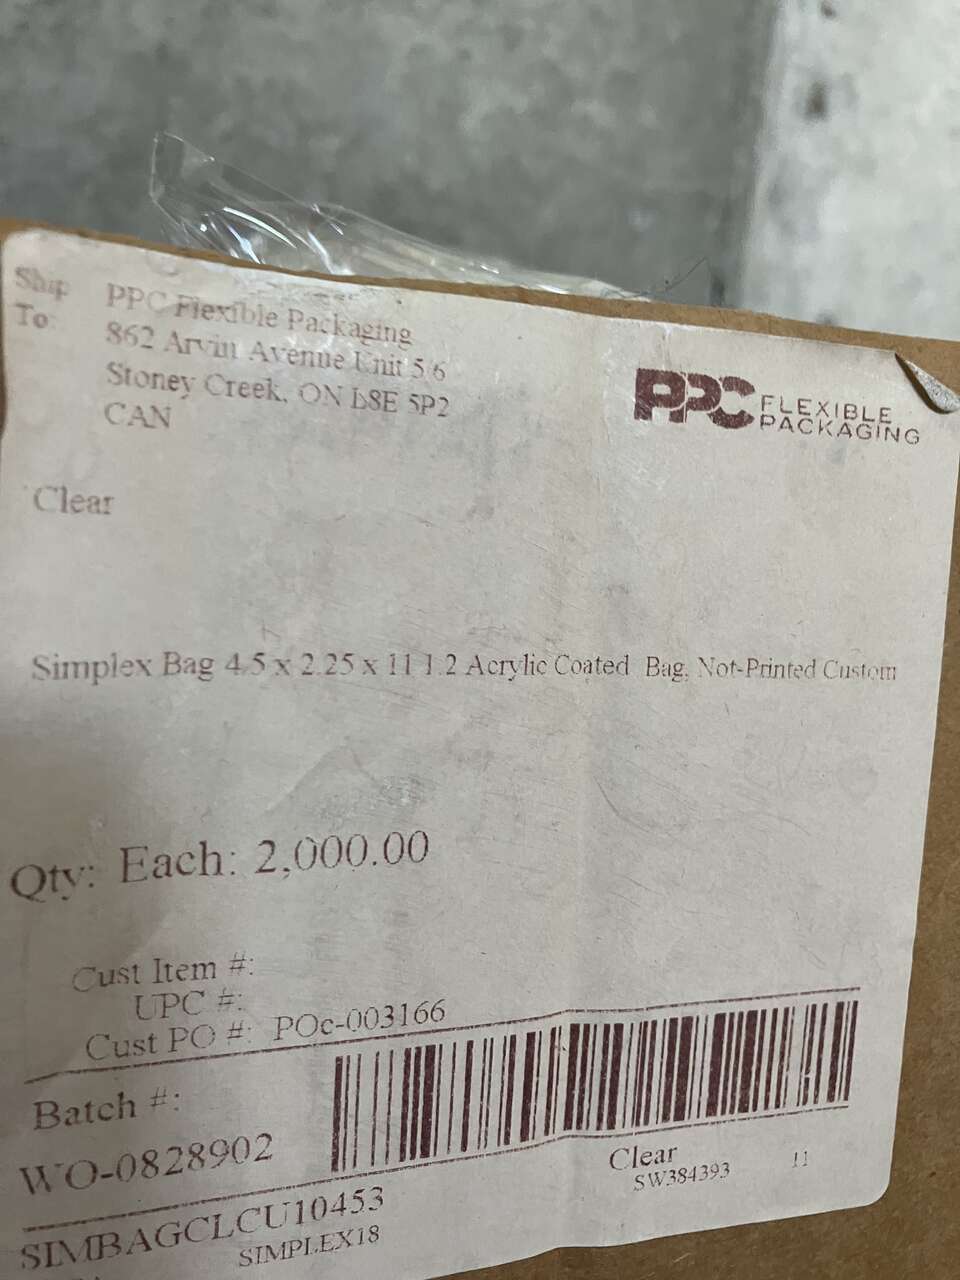 Ship To:
PPC Flexible Packaging
862 Arvin Avenue Unit 5/6
Stoney Creek, ON L8E 5P2
CAN
PPC FLEXIBLE PACKAGING
Clear
Simplex Bag 4.5 x 2.25 x 11 1.2 Acrylic Coated Bag, Not-Printed Custom
Qty: Each: 2,000.00
Cust Item #:
UPC #:
Cust PO #: POc-003166
Batch #:
WO-0828902
Clear
SW384393
11
SIMBAGCLCU10453
SIMPLEX18